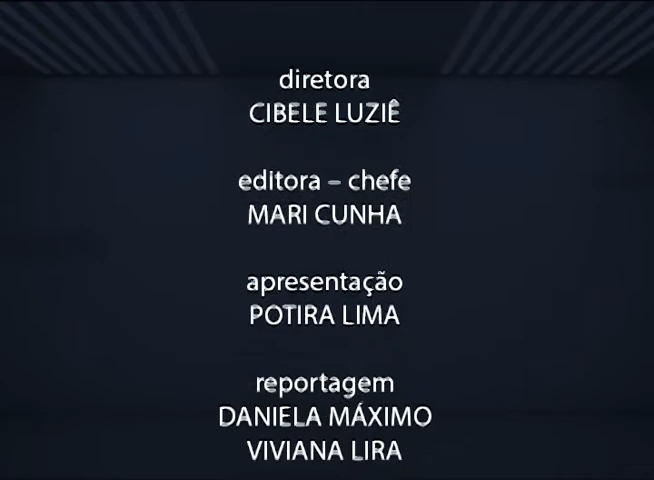 diretora
CIBELE LUZIÊ
editora – chefe
MARI CUNHA
apresentação
POTIRA LIMA
reportagem
DANIELA MÁXIMO
VIVIANA LIRA